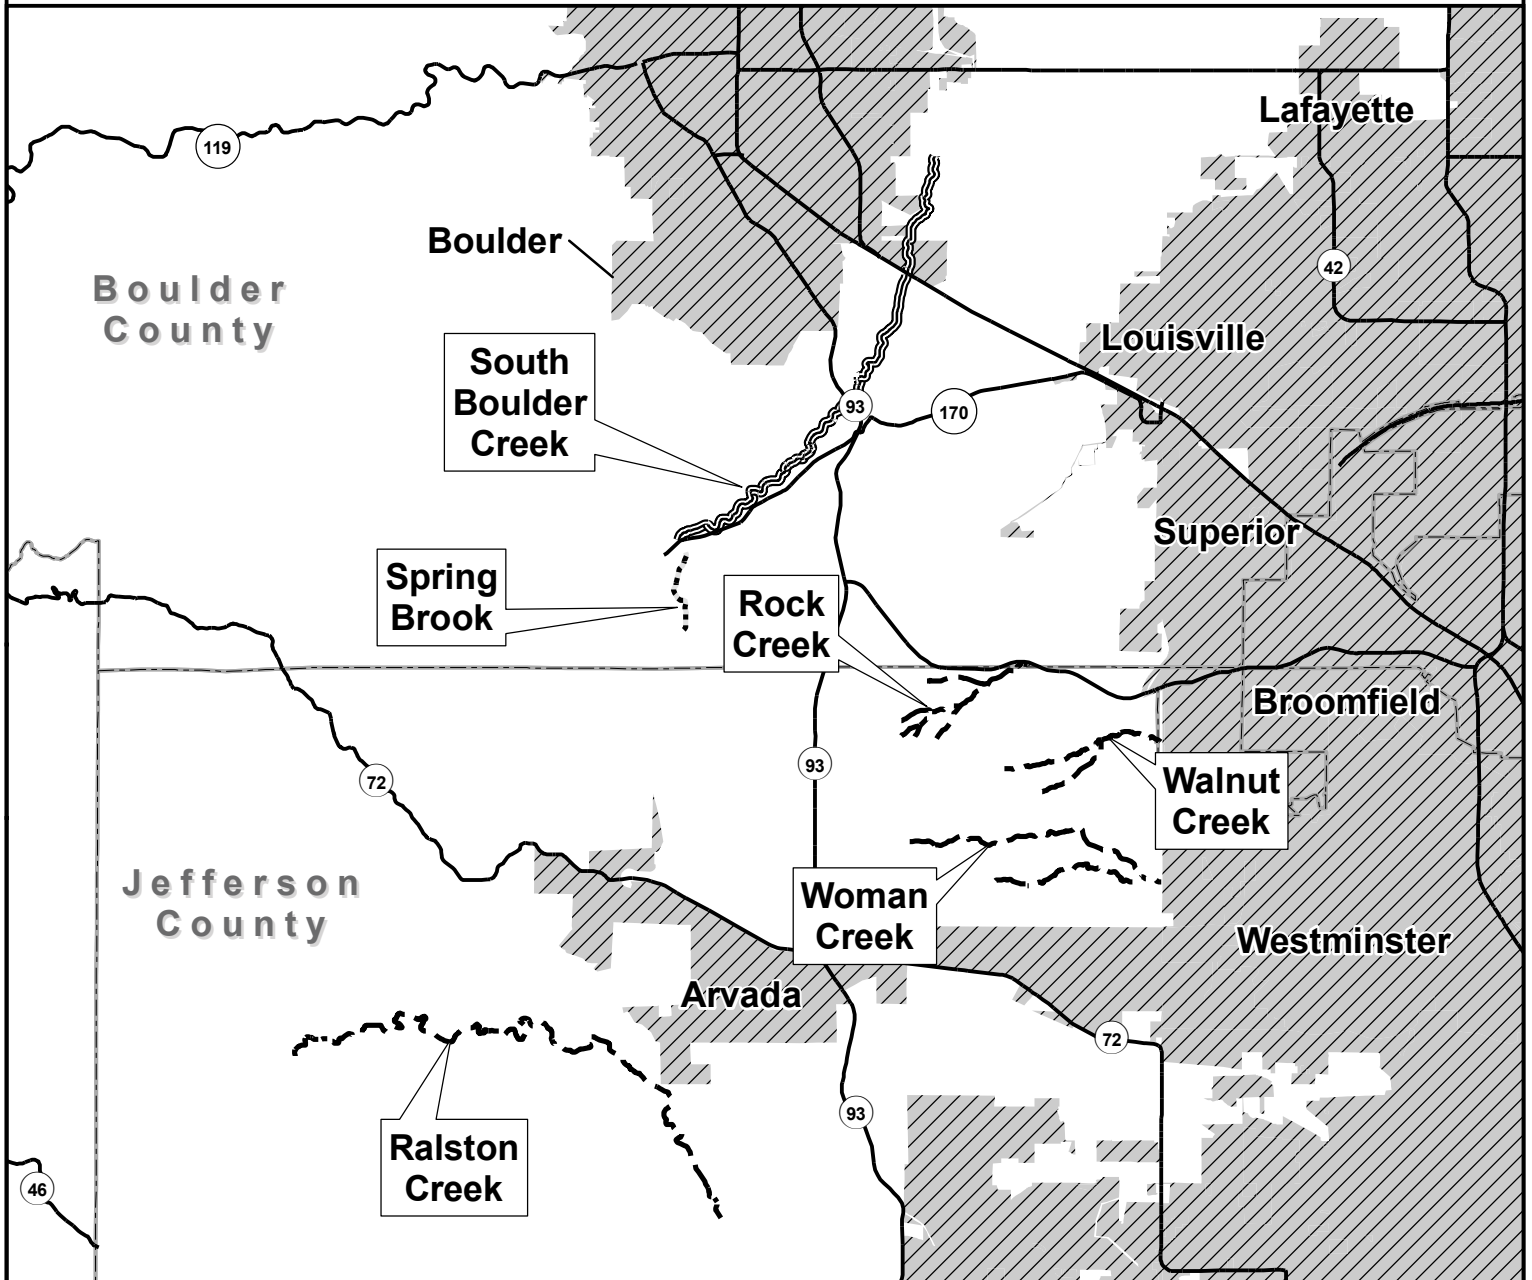 Lafayette
119
Boulder
42
Boulder
County
Louisville
South
Boulder
Creek
93
170
Superior
Spring
Brook
Rock
Creek
Broomfield
93
72
Walnut
Creek
Jefferson
County
Woman
Creek
Westminster
Arvada
72
93
Ralston
Creek
46